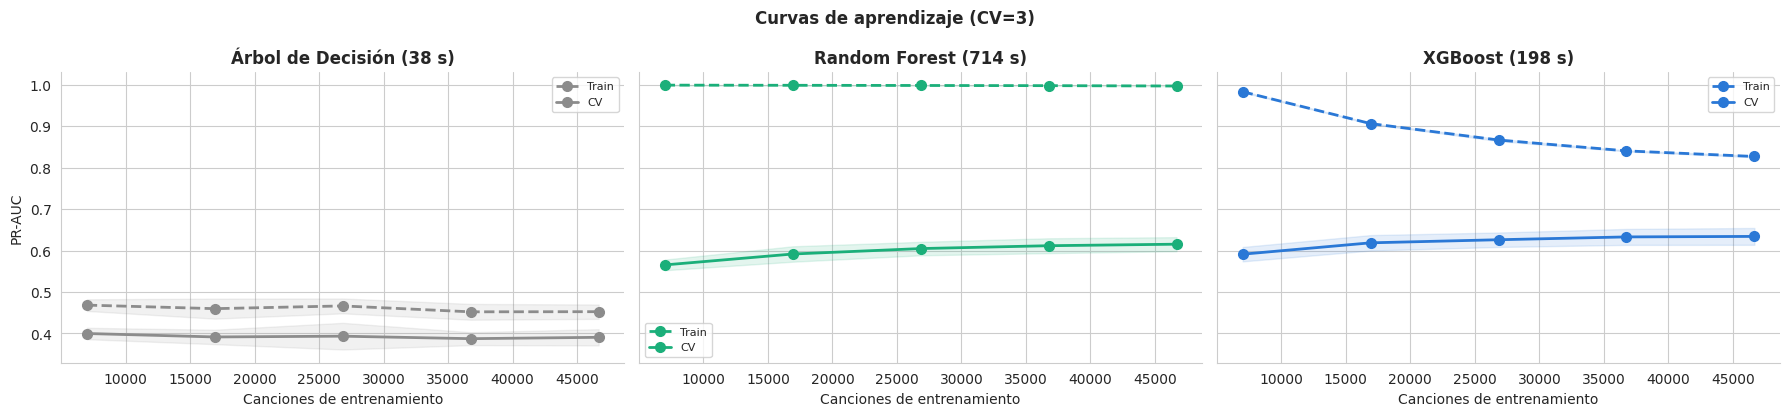 Curvas de aprendizaje (CV=3)
Árbol de Decisión (38 s)
Random Forest (714 s)
XGBoost (198 s)
PR-AUC
1.0
0.9
0.8
0.7
0.6
0.5
0.4
Train
CV
10000 15000 20000 25000 30000 35000 40000 45000
Canciones de entrenamiento
Train
CV
10000 15000 20000 25000 30000 35000 40000 45000
Canciones de entrenamiento
Train
CV
10000 15000 20000 25000 30000 35000 40000 45000
Canciones de entrenamiento